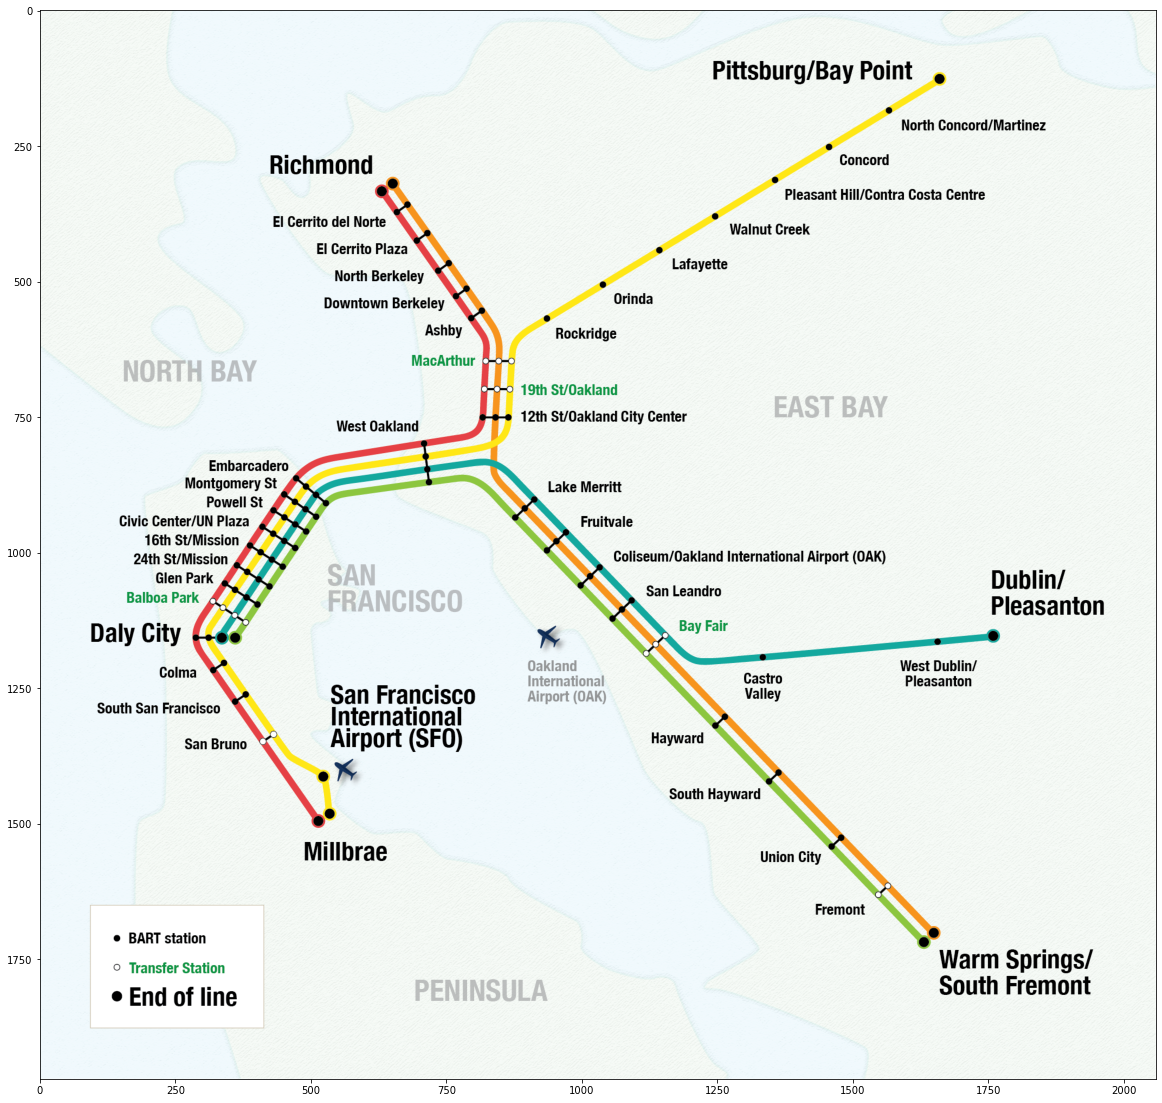 Pittsburg/Bay Point
North Concord/Martinez
Concord
Pleasant Hill/Contra Costa Centre
Walnut Creek
Lafayette
Orinda
Rockridge
Richmond
El Cerrito del Norte
El Cerrito Plaza
North Berkeley
Downtown Berkeley
Ashby
MacArthur
19th St/Oakland
12th St/Oakland City Center
NORTH BAY
EAST BAY
West Oakland
Embarcadero
Montgomery St
Powell St
Civic Center/UN Plaza
16th St/Mission
24th St/Mission
Glen Park
Balboa Park
Daly City
Colma
South San Francisco
San Bruno
SAN
FRANCISCO
San Francisco
International
Airport (SFO)
Millbrae
Lake Merritt
Fruitvale
Coliseum/Oakland International Airport (OAK)
San Leandro
Bay Fair
Oakland
International
Airport (OAK)
Dublin/
Pleasanton
West Dublin/
Pleasanton
Castro
Valley
Hayward
South Hayward
Union City
Fremont
Warm Springs/
South Fremont
PENINSULA
BART station
Transfer Station
End of line
0
250
500
750
1000
1250
1500
1750
0
250
500
750
1000
1250
1500
1750
2000